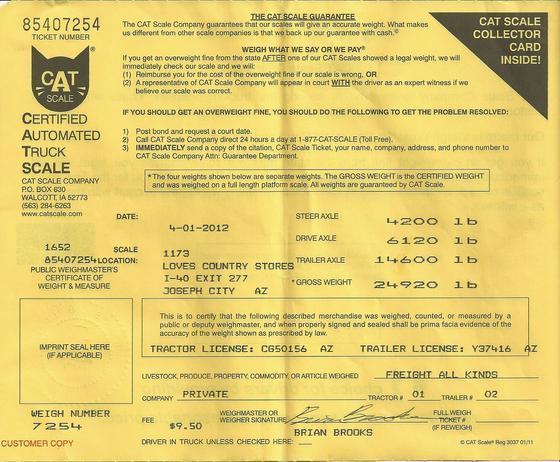 85407254
TICKET NUMBER
THE CAT SCALE GUARANTEE
The CAT Scale Company guarantees that our scales will give an accurate weight. What makes
us different from other scale companies is that we back up our guarantee with cash.©
CAT SCALE
COLLECTOR
CARD
INSIDE!
WEIGH WHAT WE SAY OR WE PAY®
If you get an overweight fine from the state AFTER one of our CAT Scales showed a legal weight, we will
immediately check our scale and we will:
(1) Reimburse you for the cost of the overweight fine if our scale is wrong, OR
(2) A representative of CAT Scale Company will appear in court WITH the driver as an expert witness if we
believe our scale was correct.
CAT
SCALE
®
IF YOU SHOULD GET AN OVERWEIGHT FINE, YOU SHOULD DO THE FOLLOWING TO GET THE PROBLEM RESOLVED:
1) Post bond and request a court date.
2) Call CAT Scale Company direct 24 hours a day at 1-877-CAT-SCALE (Toll Free).
3) IMMEDIATELY send a copy of the citation, CAT Scale Ticket, your name, company, address, and phone number to
CAT Scale Company Attn: Guarantee Department.
CERTIFIED
AUTOMATED
TRUCK
SCALE
CAT SCALE COMPANY
P.O. BOX 630
WALCOTT, IA 52773
(563) 284-6263
www.catscale.com
*The four weights shown below are separate weights. The GROSS WEIGHT is the CERTIFIED WEIGHT
and was weighed on a full length platform scale. All weights are guaranteed by CAT Scale.
DATE: 4-01-2012
STEER AXLE 4200 lb
DRIVE AXLE 6120 lb
TRAILER AXLE 14600 lb
*GROSS WEIGHT 24920 lb
1652 SCALE 1173
85407254 LOCATION: LOVES COUNTRY STORES
I-40 EXIT 277
JOSEPH CITY AZ
PUBLIC WEIGHMASTER'S
CERTIFICATE OF
WEIGHT & MEASURE
This is to certify that the following described merchandise was weighed, counted, or measured by a
public or deputy weighmaster, and when properly signed and sealed shall be prima facia evidence of the
accuracy of the weight shown as prescribed by law.
TRACTOR LICENSE: CG50156 AZ TRAILER LICENSE: Y37416 AZ
IMPRINT SEAL HERE
(IF APPLICABLE)
LIVESTOCK, PRODUCE, PROPERTY, COMMODITY, OR ARTICLE WEIGHED FREIGHT ALL KINDS
COMPANY PRIVATE TRACTOR # 01 TRAILER # 02
WEIGH NUMBER
7254
FEE $9.50
WEIGHMASTER OR
WEIGHER SIGNATURE Brian Brooks
BRIAN BROOKS
FULL WEIGH
TICKET #
(IF REWEIGH)
CUSTOMER COPY
DRIVER IN TRUCK UNLESS CHECKED HERE:
© CAT Scale® Reg 3037 01/11